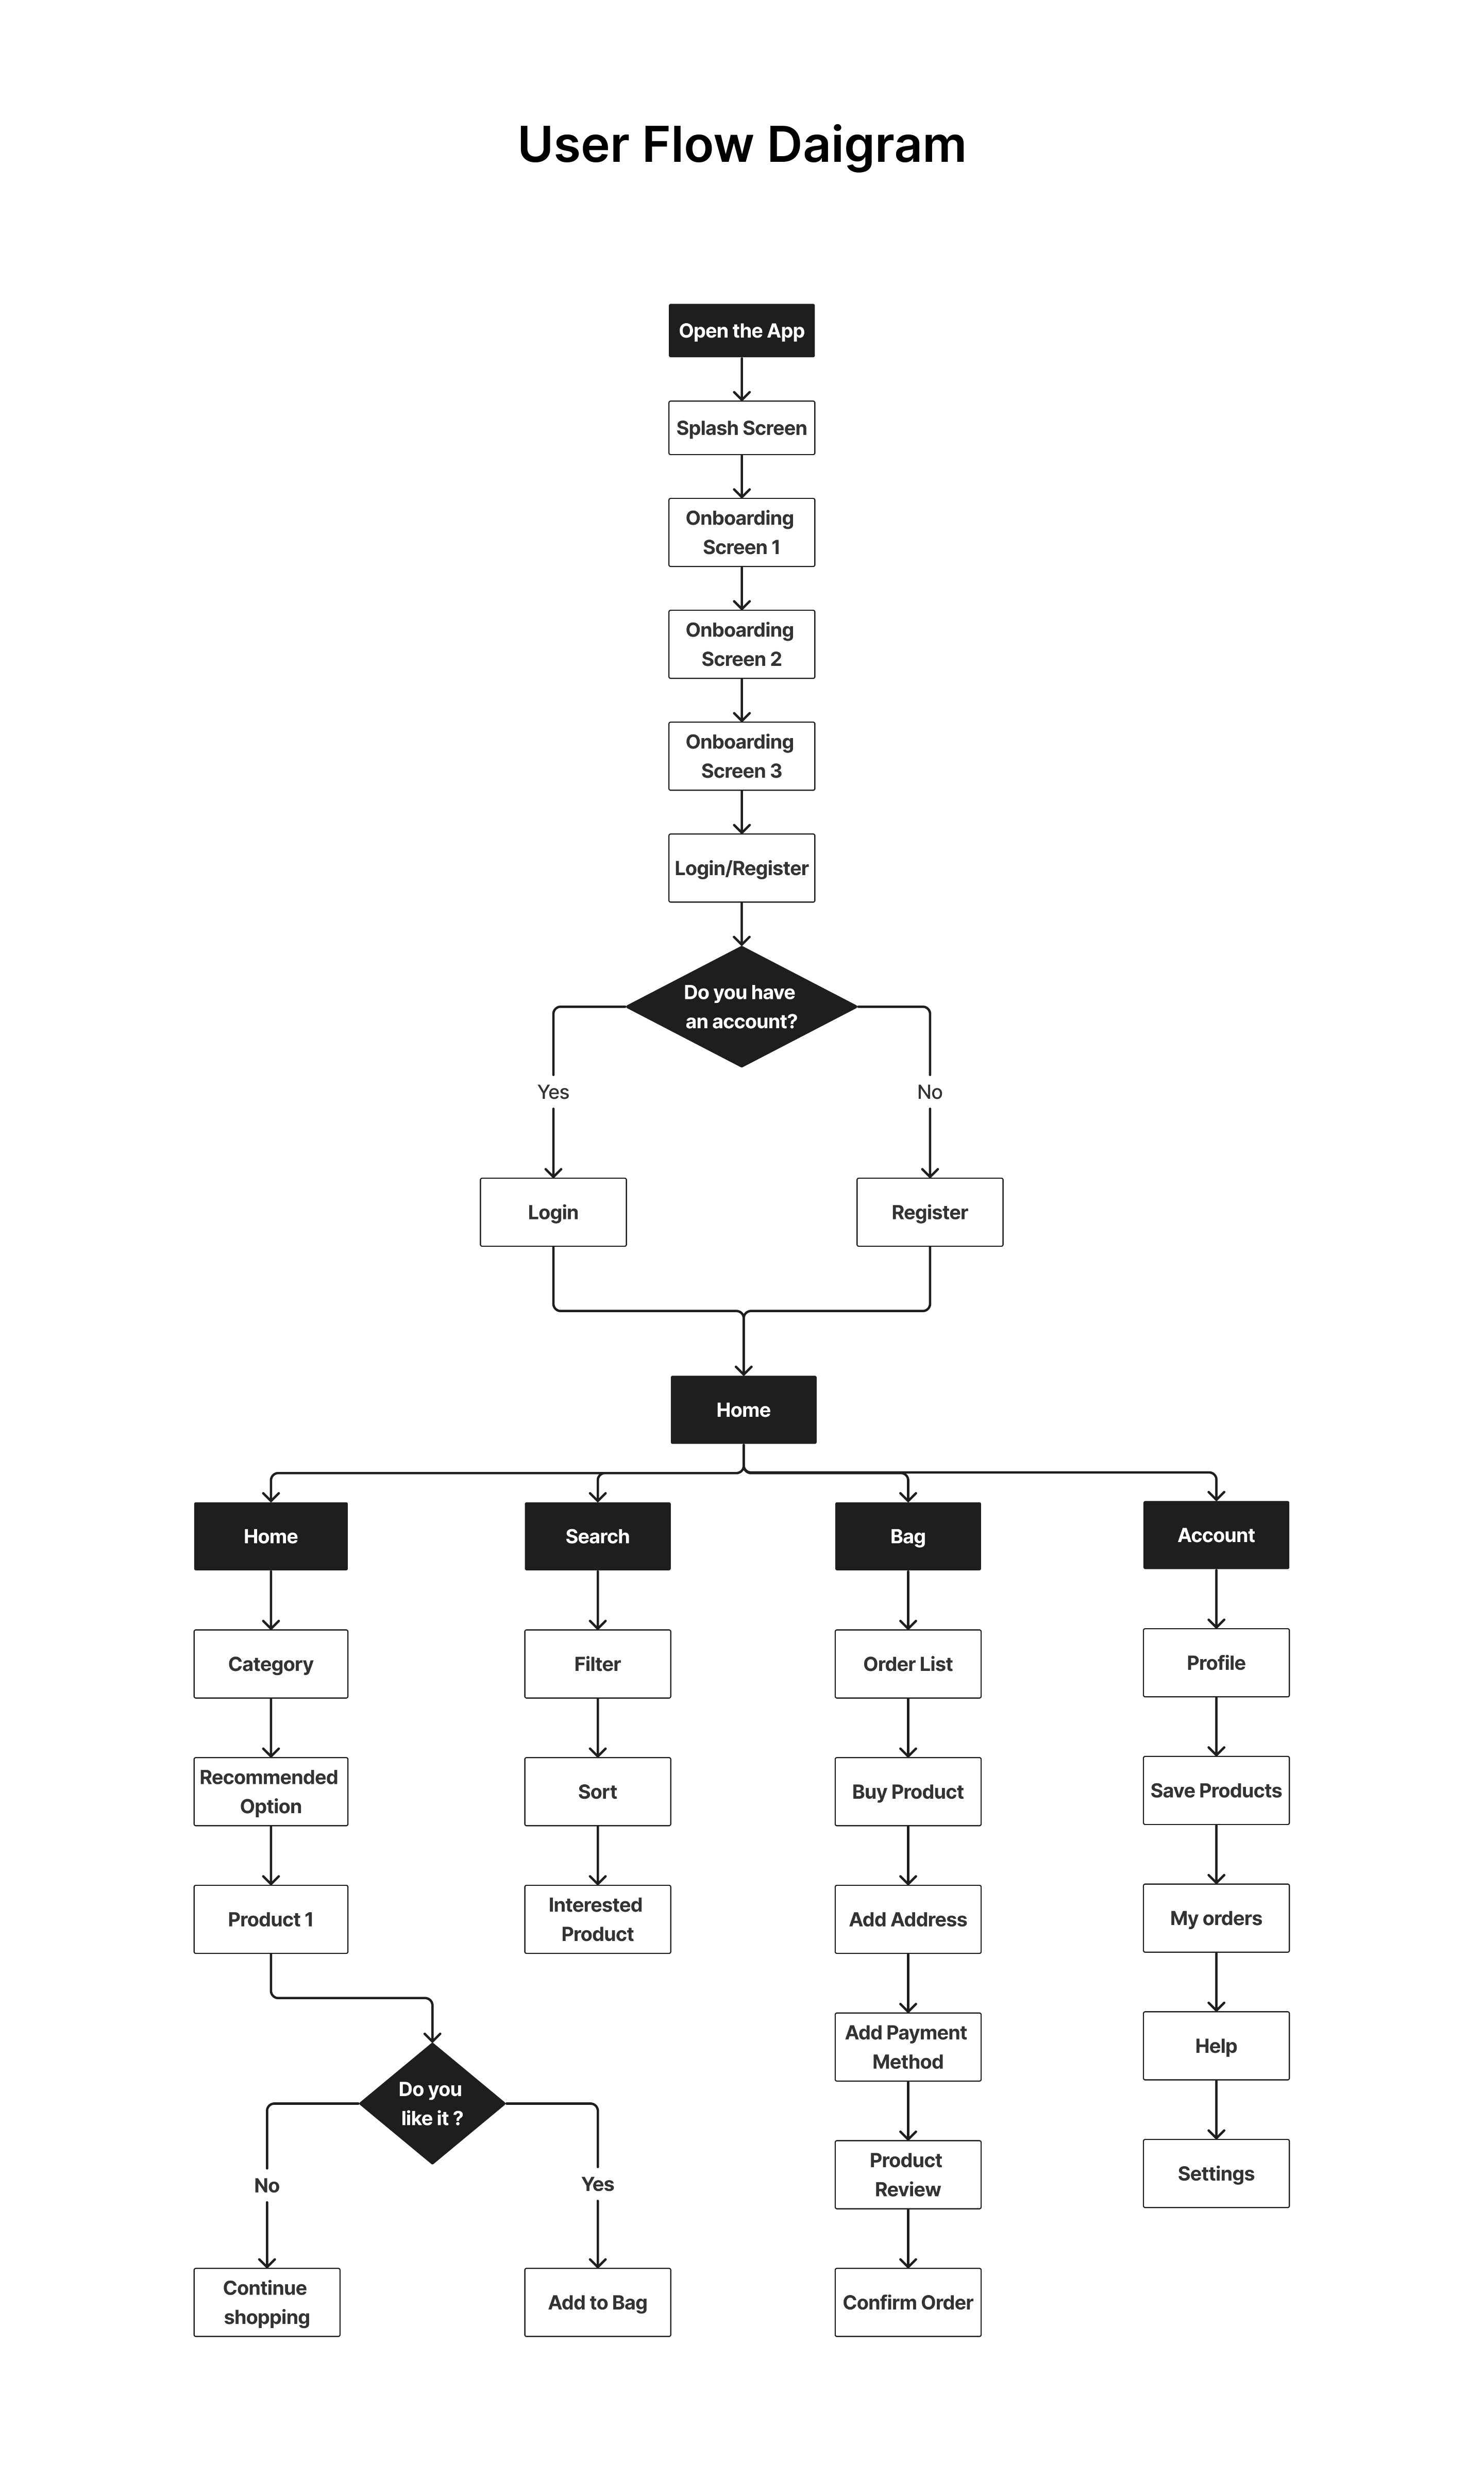 User Flow Daigram
Open the App
Splash Screen
Onboarding
Screen 1
Onboarding
Screen 2
Onboarding
Screen 3
Login/Register
Do you have
an account?
Yes
No
Login
Register
Home
Home
Search
Bag
Account
Category
Filter
Order List
Profile
Recommended
Option
Sort
Buy Product
Save Products
Product 1
Interested
Product
Add Address
My orders
Add Payment
Method
Help
Do you
like it ?
Product
Review
Settings
No
Yes
Continue
shopping
Add to Bag
Confirm Order